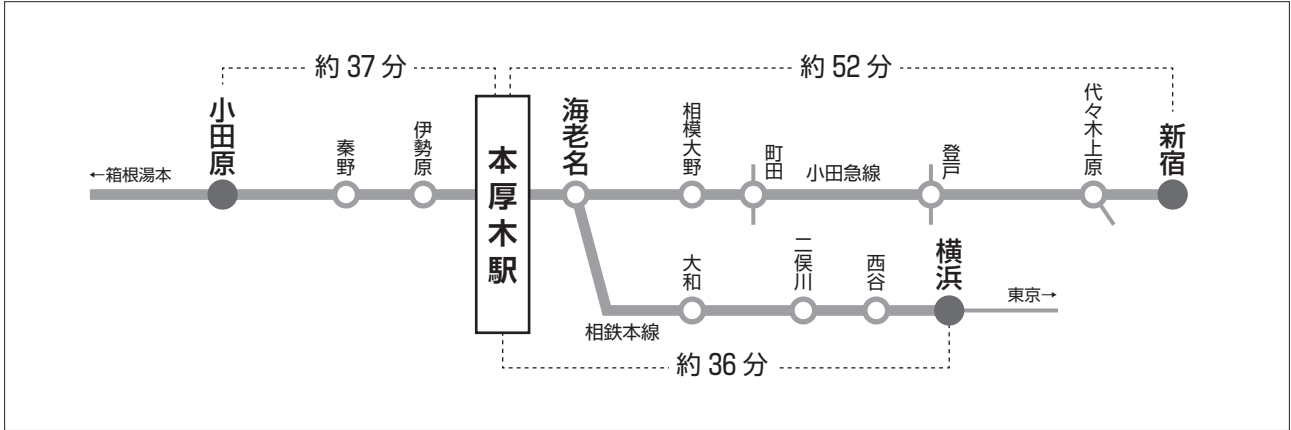 約 37 分
約 52 分
←箱根湯本
小田原
秦野
伊勢原
本厚木駅
海老名
相模大野
町田
小田急線
登戸
代々木上原
新宿
相鉄本線
大和
二俣川
西谷
横浜
東京→
約 36 分